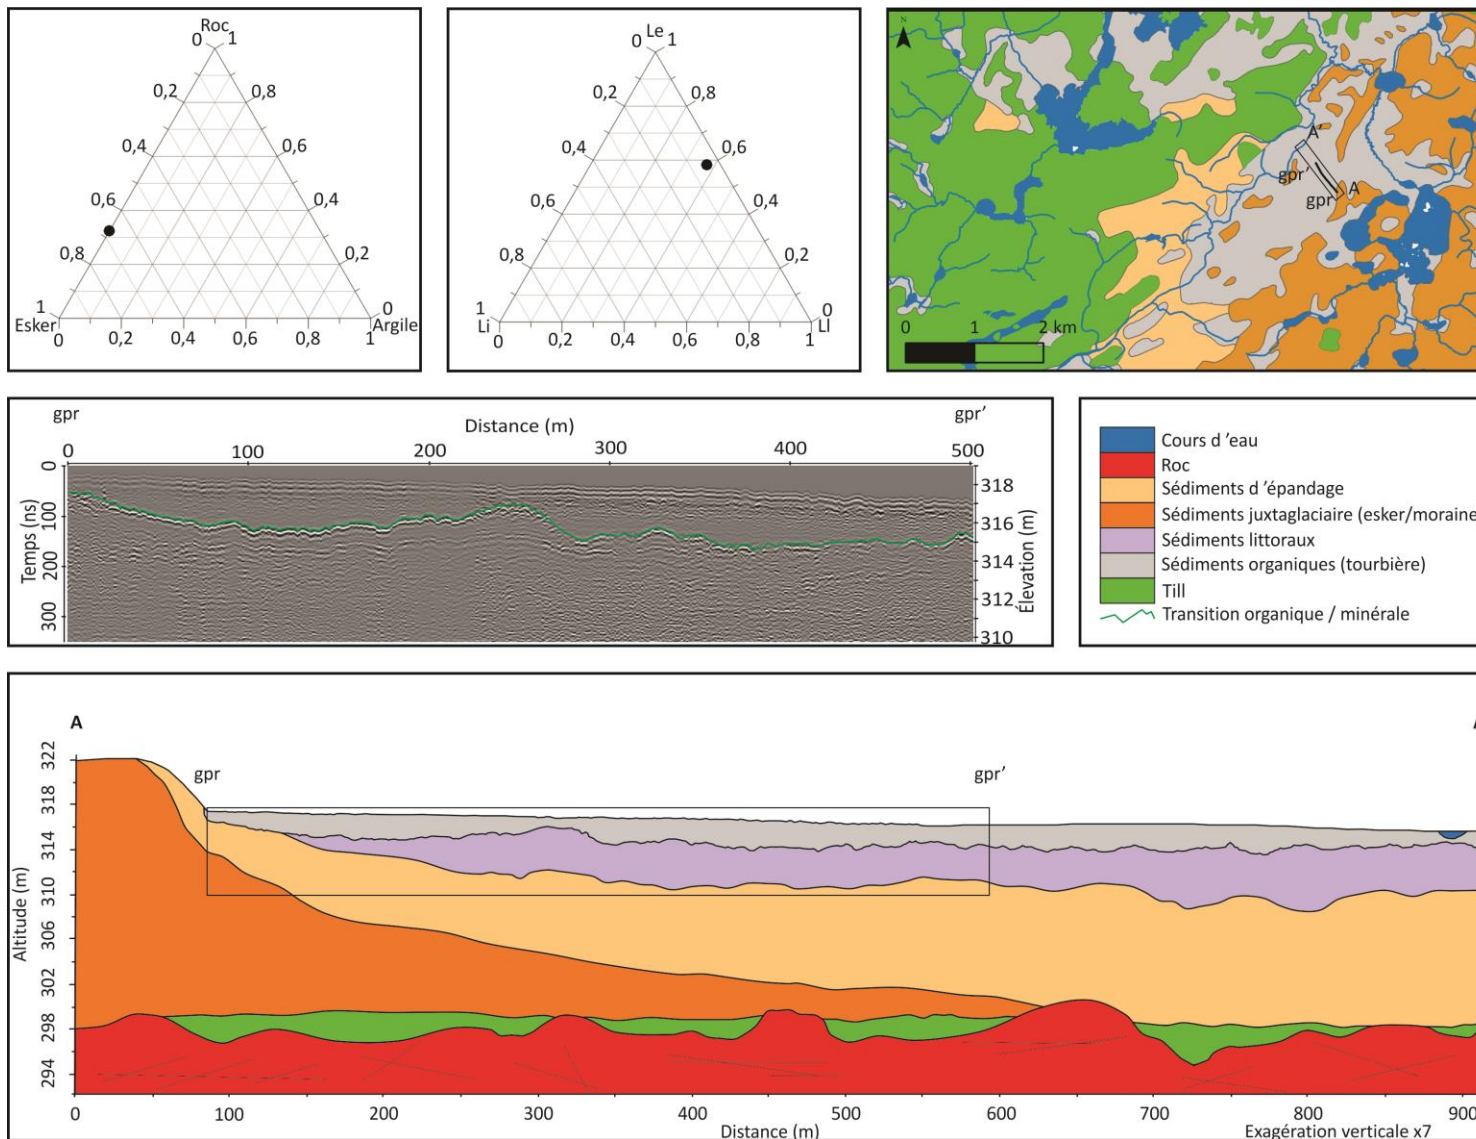 Roc
0 1
0,2 0,8
0,4 0,6
0,6 0,4
0,8 0,2
1 0
Esker Argile
0 0,2 0,4 0,6 0,8 1
Le
0 1
0,2 0,8
0,4 0,6
0,6 0,4
0,8 0,2
1 0
Li Ll
0 0,2 0,4 0,6 0,8 1
N
A'
gpr'
A
gpr
0 1 2 km
gpr gpr'
Distance (m)
0 100 200 300 400 500
Temps (ns)
0 100 200 300
318
316
314
312
310
Élevation (m)
Cours d 'eau
Roc
Sédiments d 'épandage
Sédiments juxtaglaciaire (esker/moraine
Sédiments littoraux
Sédiments organiques (tourbière)
Till
Transition organique / minérale
A
gpr gpr'
Altitude (m)
322
318
314
310
306
302
298
294
0 100 200 300 400 500 600 700 800 900
Distance (m)
Exagération verticale x7